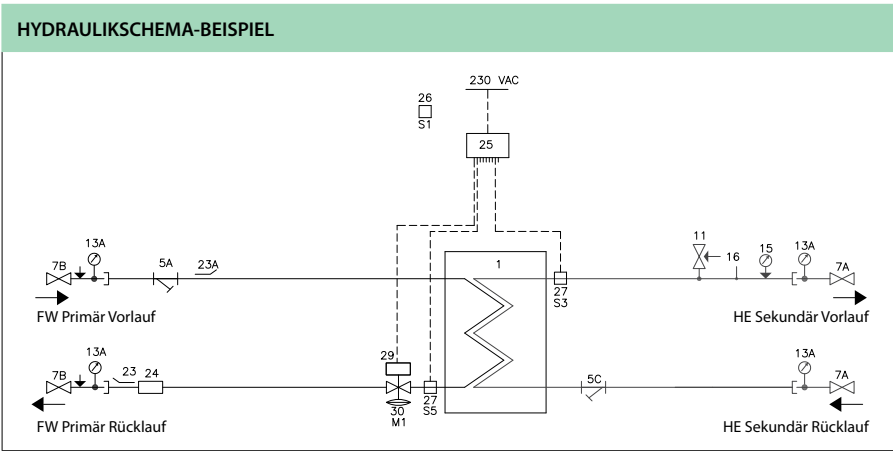 HYDRAULIKSCHEMA-BEISPIEL
230 VAC
26
S1
25
13A
7B
5A
23A
1
27
S3
11
16
15
13A
7A
FW Primär Vorlauf
HE Sekundär Vorlauf
13A
7B
23
24
29
30
M1
27
S5
5C
13A
7A
FW Primär Rücklauf
HE Sekundär Rücklauf